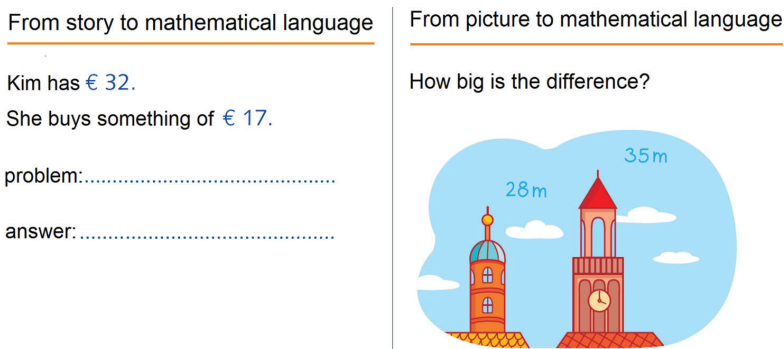 From story to mathematical language
Kim has € 32.
She buys something of € 17.
problem:.............................................
answer:..............................................
From picture to mathematical language
How big is the difference?
28m
35m